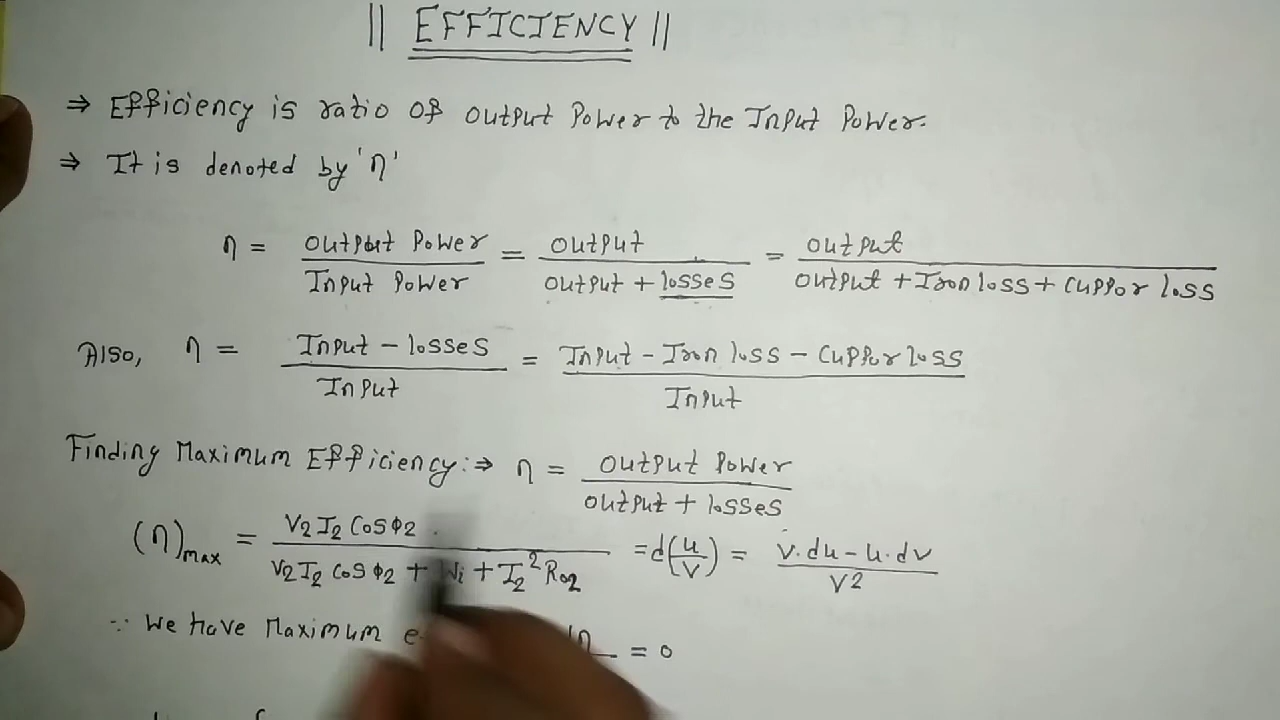 || EFFICIENCY ||
⇒ Efficiency is ratio of output Power to the Input Power.
⇒ It is denoted by 'η'
η = output Power / Input Power = output / output + losses = output / output + Iron loss + Cuppor loss
Also, η = Input - losses / Input = Input - Iron loss - Cuppur loss / Input
Finding Maximum Efficiency:⇒ η = output power / output + losses
(η)max = V2 I2 Cos Φ2 / V2 I2 Cos Φ2 + Wi + I2² R02 = d(u/v) = v.du - u.dv / v²
∵ We have Maximum = 0